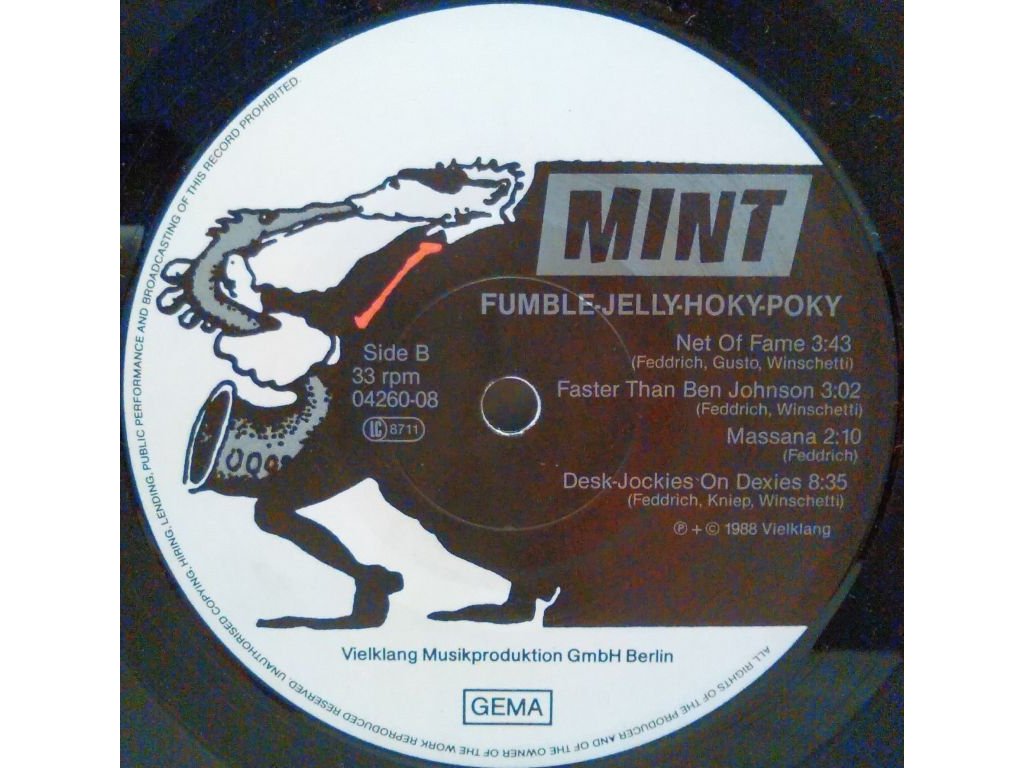 MINT
FUMBLE-JELLY-HOKY-POKY
Net Of Fame 3:43
(Feddrich, Gusto, Winschetti)
Faster Than Ben Johnson 3:02
(Feddrich, Winschetti)
Massana 2:10
(Feddrich)
Desk-Jockies On Dexies 8:35
(Feddrich, Kniep, Winschetti)
℗ + © 1988 Vielklang
Side B
33 rpm
04260-08
LC 8711
Vielklang Musikproduktion GmbH Berlin
GEMA
ALL RIGHTS OF THE PRODUCER AND OF THE OWNER OF THE WORK REPRODUCED RESERVED. UNAUTHORISED COPYING, HIRING, LENDING, PUBLIC PERFORMANCE AND BROADCASTING OF THIS RECORD PROHIBITED.